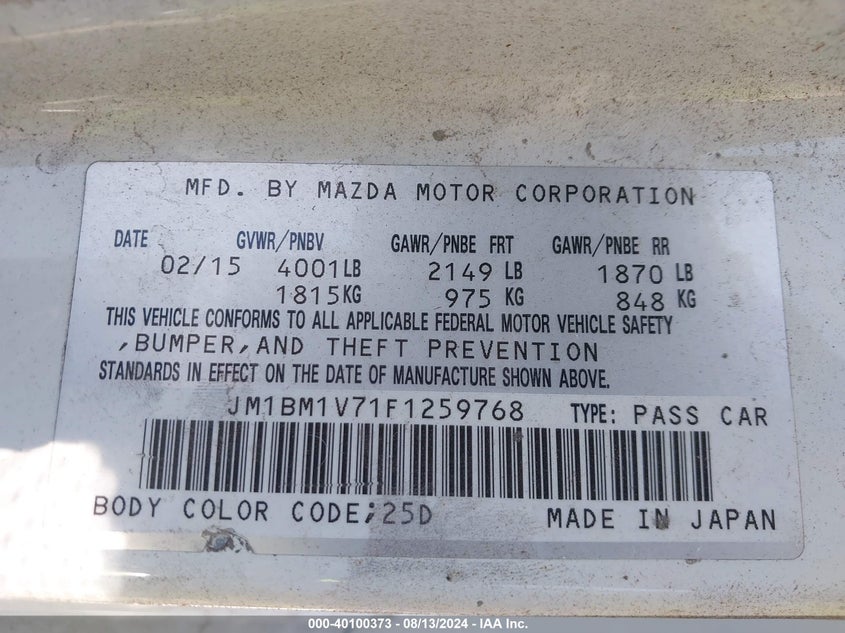 MFD. BY MAZDA MOTOR CORPORATION
DATE GVWR/PNBV GAWR/PNBE FRT GAWR/PNBE RR
02/15 4001LB 2149 LB 1870 LB
1815KG 975 KG 848 KG
THIS VEHICLE CONFORMS TO ALL APPLICABLE FEDERAL MOTOR VEHICLE SAFETY
,BUMPER,AND THEFT PREVENTION
STANDARDS IN EFFECT ON THE DATE OF MANUFACTURE SHOWN ABOVE.
JM1BM1V71F1259768 TYPE: PASS CAR
BODY COLOR CODE;25D MADE IN JAPAN
000-40100373 - 08/13/2024 - IAA Inc.